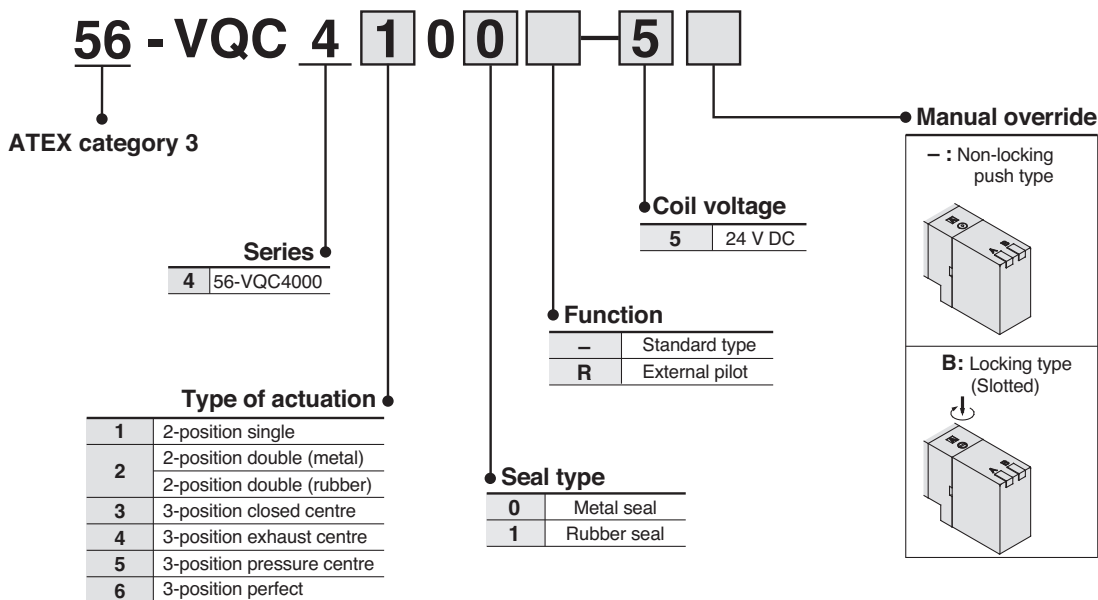 56 - VQC 4 1 0 0 – 5
ATEX category 3
Manual override
– : Non-locking
push type
A
B
B: Locking type
(Slotted)
A
B
Coil voltage
5 24 V DC
Series
4 56-VQC4000
Function
– Standard type
R External pilot
Type of actuation
1 2-position single
2 2-position double (metal)
2-position double (rubber)
3 3-position closed centre
4 3-position exhaust centre
5 3-position pressure centre
6 3-position perfect
Seal type
0 Metal seal
1 Rubber seal